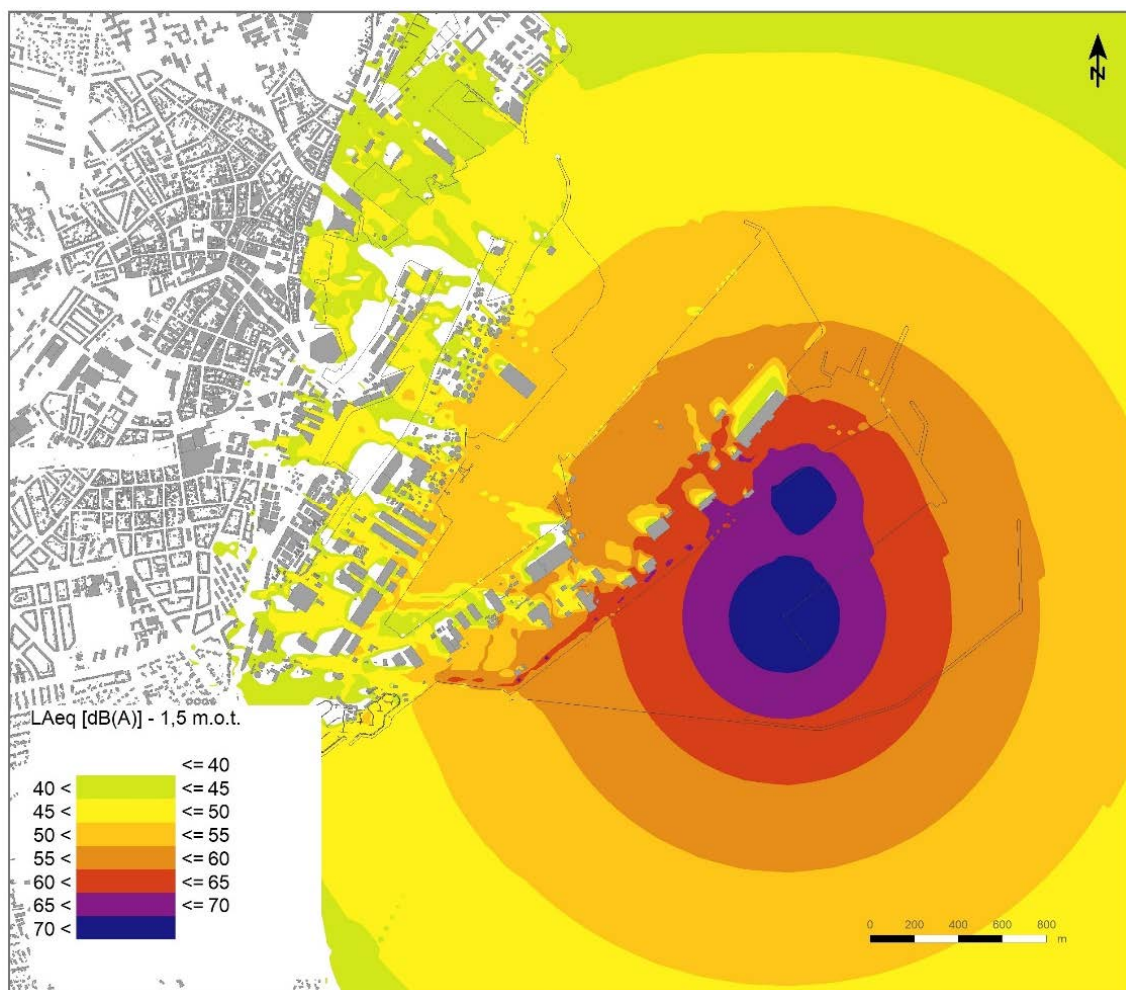 N
LAeq [dB(A)] - 1,5 m.o.t.
<= 40
40 < <= 45
45 < <= 50
50 < <= 55
55 < <= 60
60 < <= 65
65 < <= 70
70 <
0 200 400 600 800
m